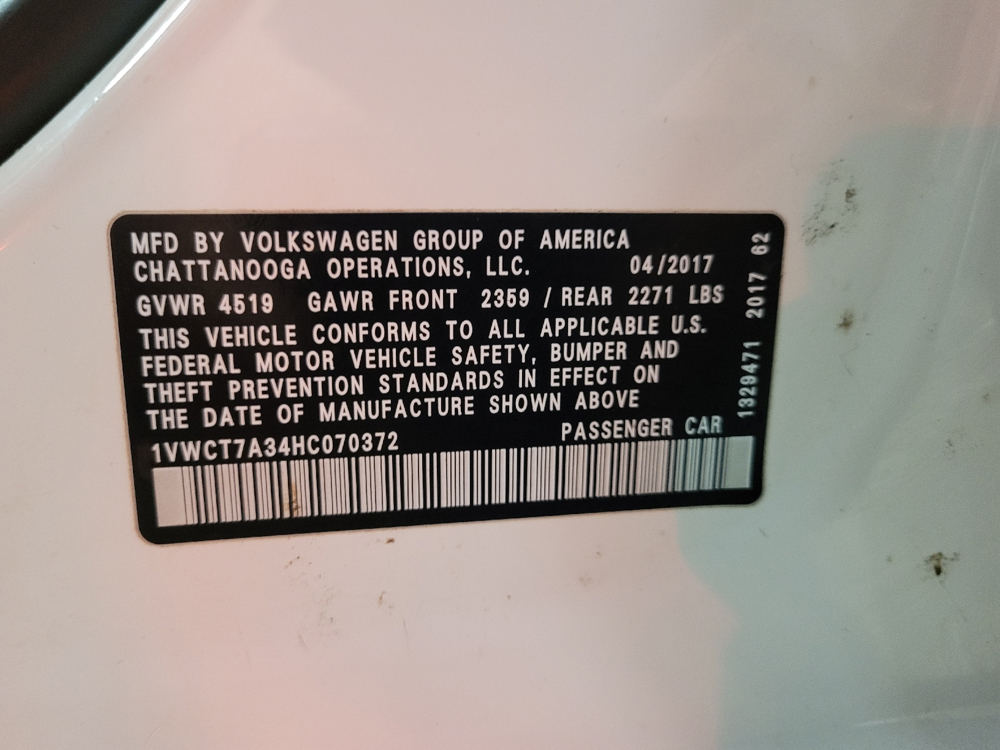 MFD BY VOLKSWAGEN GROUP OF AMERICA
CHATTANOOGA OPERATIONS, LLC. 04/2017
GVWR 4519 GAWR FRONT 2359 / REAR 2271 LBS
THIS VEHICLE CONFORMS TO ALL APPLICABLE U.S.
FEDERAL MOTOR VEHICLE SAFETY, BUMPER AND
THEFT PREVENTION STANDARDS IN EFFECT ON
THE DATE OF MANUFACTURE SHOWN ABOVE
1VWCT7A34HC070372 PASSENGER CAR
1329471 2017 62